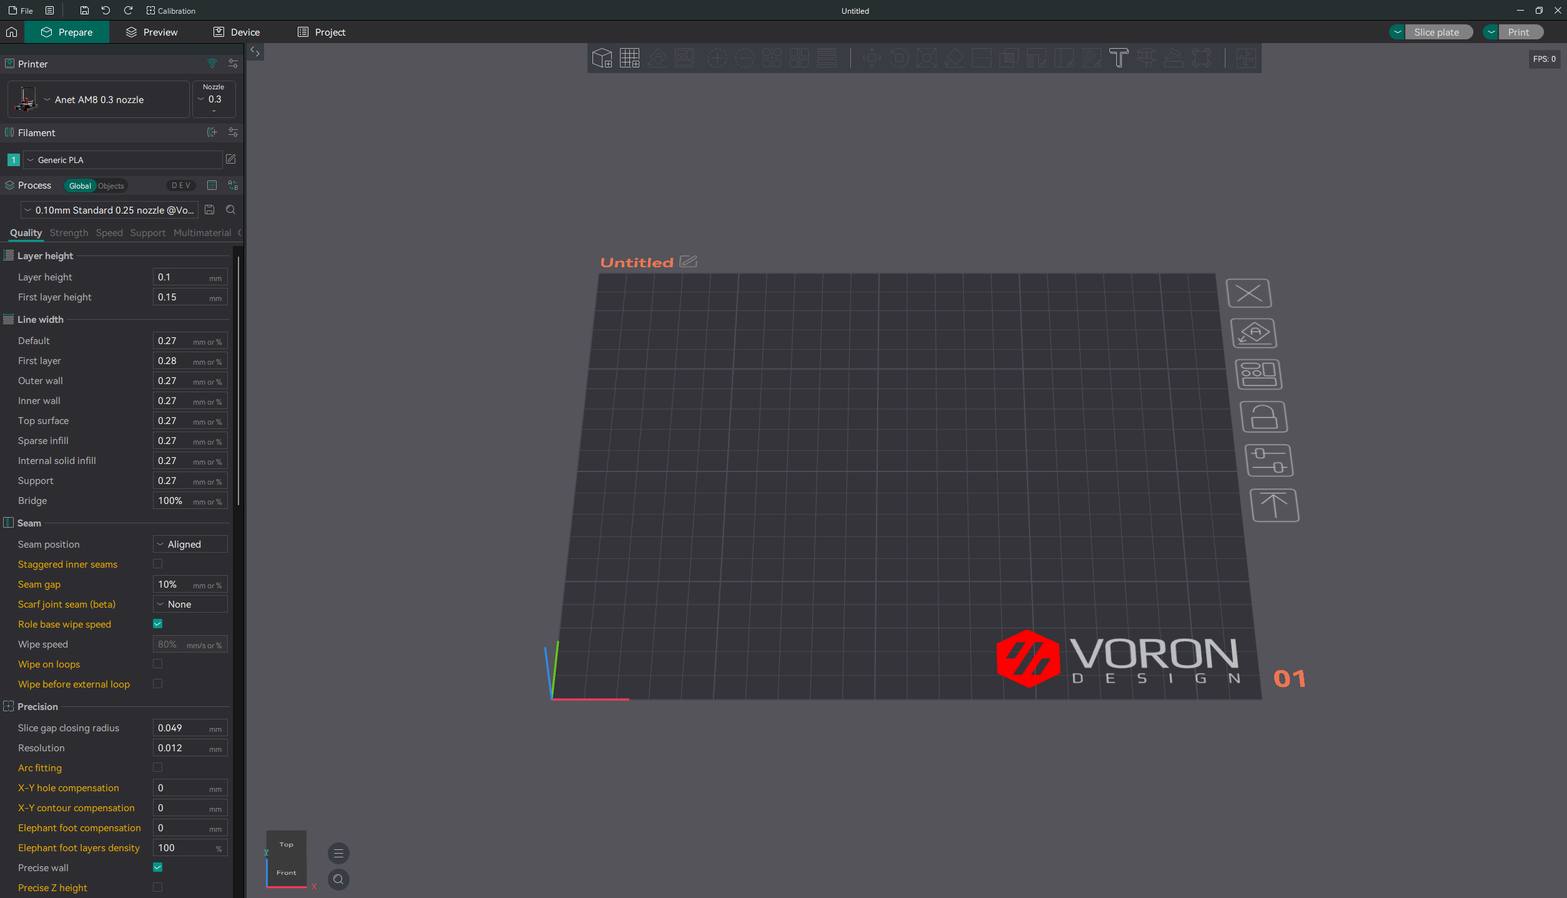 File
Calibration
Untitled
Prepare
Preview
Device
Project
Slice plate
Print
FPS: 0
Printer
Anet AM8 0.3 nozzle
Nozzle
0.3
-
Filament
1
Generic PLA
Process
Global
Objects
DEV
0.10mm Standard 0.25 nozzle @Vo...
Quality
Strength
Speed
Support
Multimaterial
Layer height
Layer height 0.1 mm
First layer height 0.15 mm
Line width
Default 0.27 mm or %
First layer 0.28 mm or %
Outer wall 0.27 mm or %
Inner wall 0.27 mm or %
Top surface 0.27 mm or %
Sparse infill 0.27 mm or %
Internal solid infill 0.27 mm or %
Support 0.27 mm or %
Bridge 100% mm or %
Seam
Seam position Aligned
Staggered inner seams
Seam gap 10% mm or %
Scarf joint seam (beta) None
Role base wipe speed
Wipe speed 80% mm/s or %
Wipe on loops
Wipe before external loop
Precision
Slice gap closing radius 0.049 mm
Resolution 0.012 mm
Arc fitting
X-Y hole compensation 0 mm
X-Y contour compensation 0 mm
Elephant foot compensation 0 mm
Elephant foot layers density 100 %
Precise wall
Precise Z height
Untitled
VORON
DESIGN
01
Top
Front
Y
X